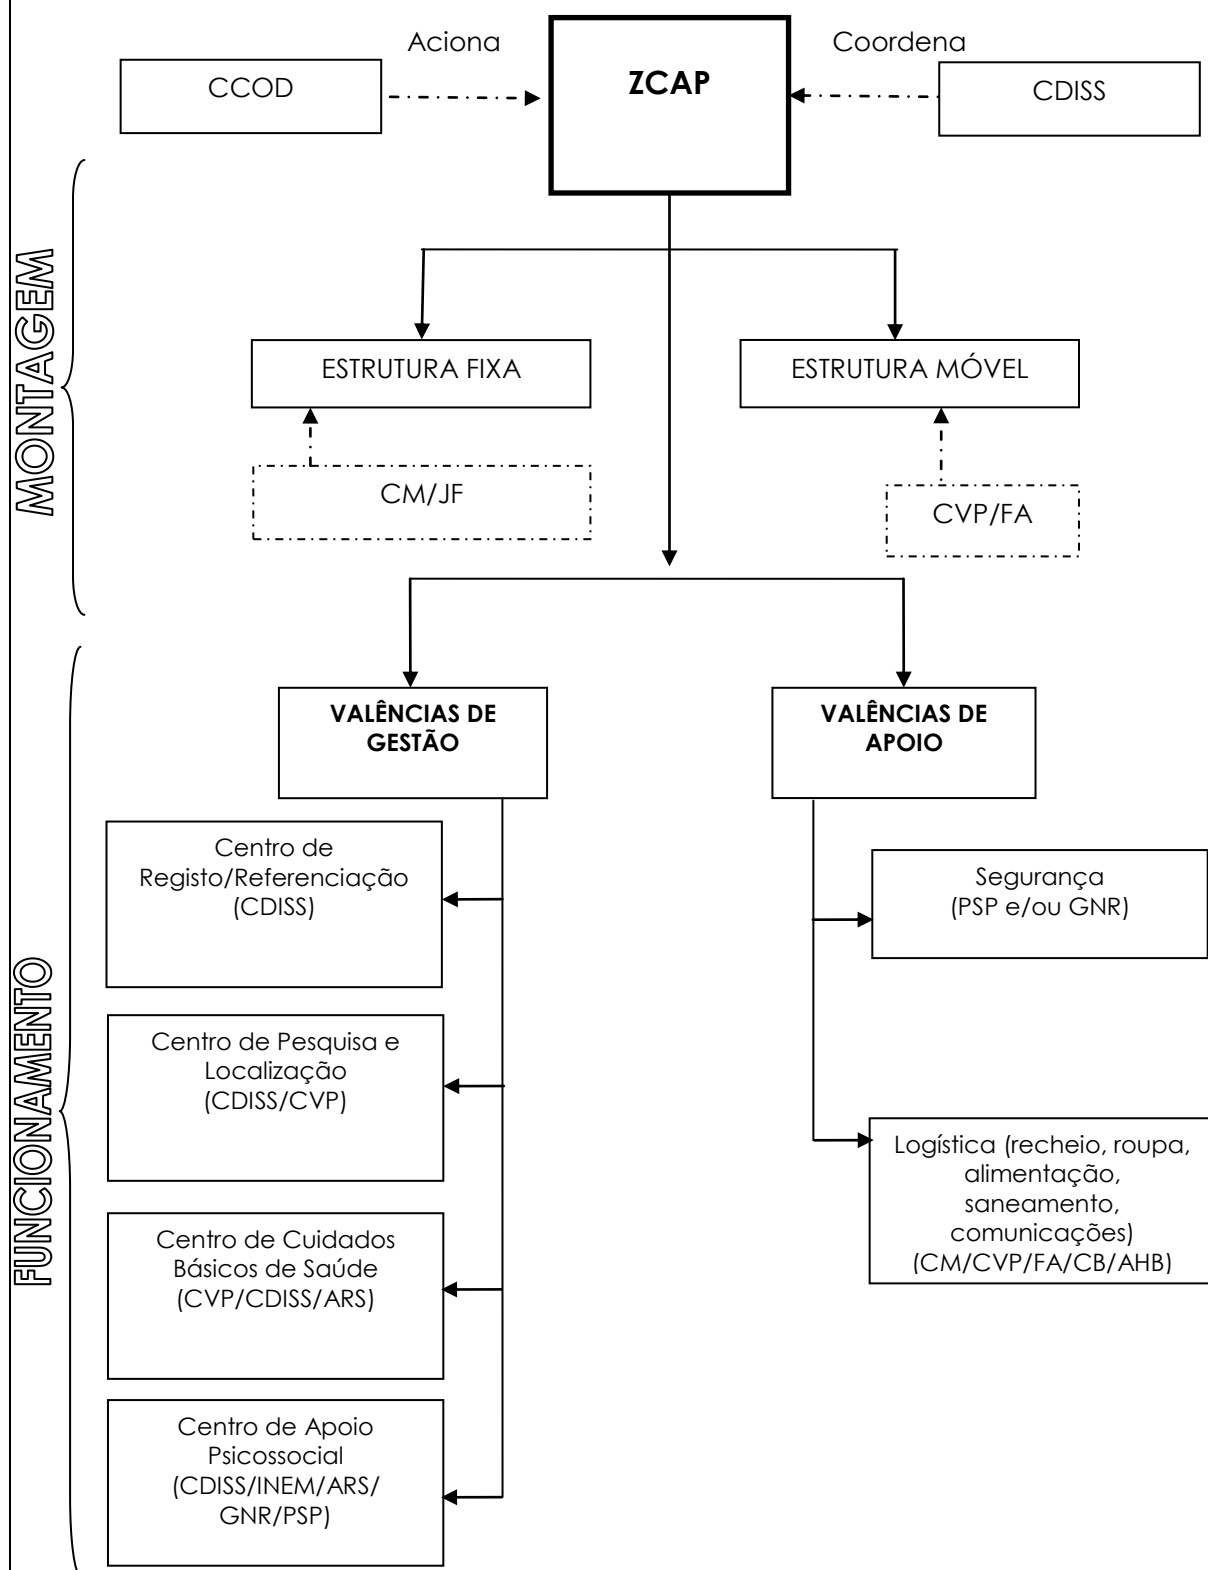 Aciona
Coordena
CCOD
ZCAP
CDISS
MONTAGEM
ESTRUTURA FIXA
ESTRUTURA MÓVEL
CM/JF
CVP/FA
FUNCIONAMENTO
VALÊNCIAS DE
GESTÃO
VALÊNCIAS DE
APOIO
Centro de
Registo/Referenciação
(CDISS)
Centro de Pesquisa e
Localização
(CDISS/CVP)
Centro de Cuidados
Básicos de Saúde
(CVP/CDISS/ARS)
Centro de Apoio
Psicossocial
(CDISS/INEM/ARS/
GNR/PSP)
Segurança
(PSP e/ou GNR)
Logística (recheio, roupa,
alimentação,
saneamento,
comunicações)
(CM/CVP/FA/CB/AHB)